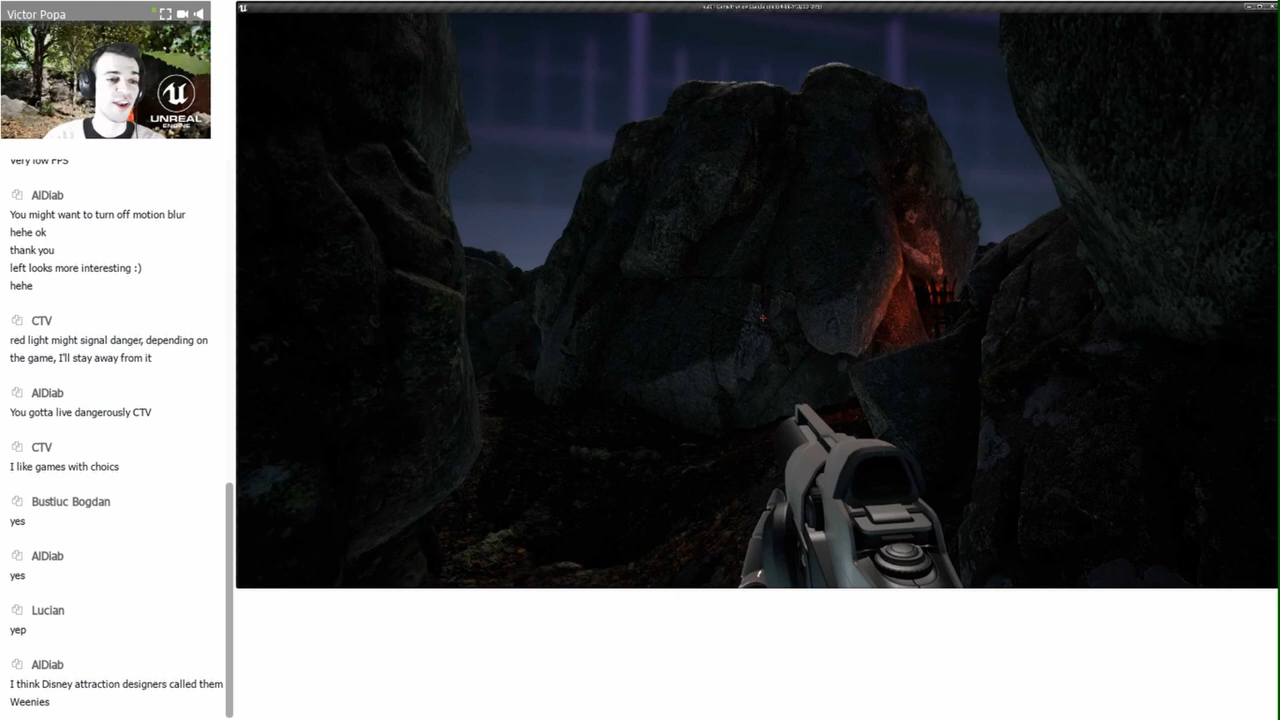 Victor Popa
UNREAL
ENGINE
very low FPS
AlDiab
You might want to turn off motion blur
hehe ok
thank you
left looks more interesting :)
hehe
CTV
red light might signal danger, depending on
the game, I'll stay away from it
AlDiab
You gotta live dangerously CTV
CTV
I like games with choics
Bustiuc Bogdan
yes
AlDiab
yes
Lucian
yep
AlDiab
I think Disney attraction designers called them
Weenies